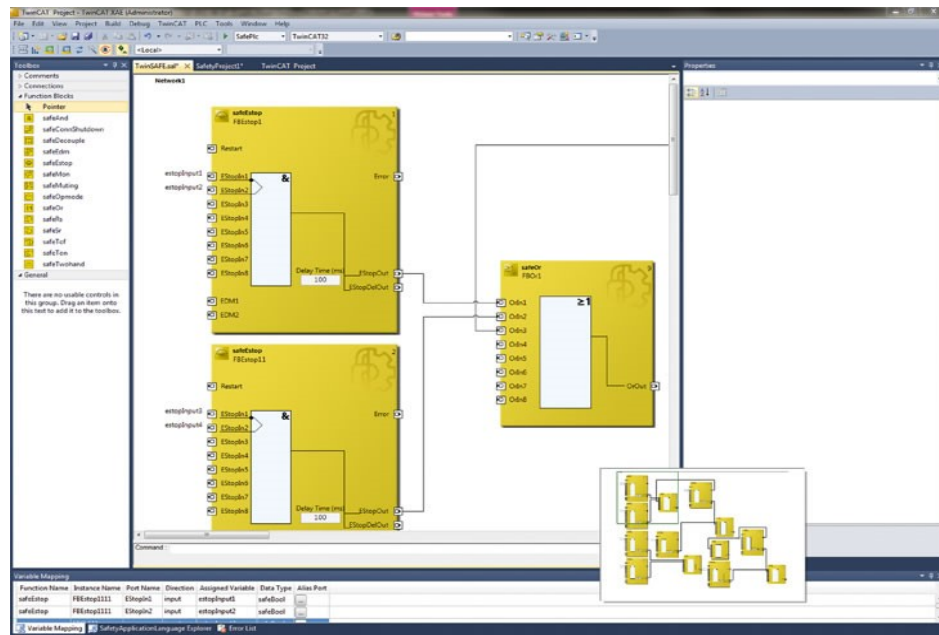 TwinCAT Project - TwinCAT XAE (Administrator)
File Edit View Project Build Debug TwinCAT PLC Tools Window Help
SafePlc TwinCAT32
<Local>
Toolbox
Comments
Connections
Function Blocks
Pointer
safeAnd
safeConnShutdown
safeDecouple
safeEdm
safeEstop
safeMon
safeMuting
safeOpmode
safeOr
safeRs
safeSr
safeTof
safeTon
safeTwohand
General
There are no usable controls in
this group. Drag an item onto
this text to add it to the toolbox.
TwinSAFE.sal* SafetyProject1* TwinCAT Project
Network1
safeEstop 1
FBEstop1
Restart
estopInput1 EStopIn1 & Error
estopInput2 EStopIn2
EStopIn3
EStopIn4
EStopIn5
EStopIn6
EStopIn7
EStopIn8 Delay Time (ms) EStopOut
100 EStopDelOut
EDM1
EDM2
safeEstop 2
FBEstop11
Restart
estopInput3 EStopIn1 & Error
estopInput4 EStopIn2
EStopIn3
EStopIn4
EStopIn5
EStopIn6
EStopIn7
EStopIn8 Delay Time (ms) EStopOut
100 EStopDelOut
safeOr 3
FBOr1
OrIn1 ≥1
OrIn2
OrIn3
OrIn4
OrIn5
OrIn6
OrIn7 OrOut
OrIn8
Command:
Properties
Variable Mapping
Function Name Instance Name Port Name Direction Assigned Variable Data Type Alias Port
safeEstop FBEstop1111 EStopIn1 input estopInput1 safeBool ...
safeEstop FBEstop1111 EStopIn2 input estopInput2 safeBool ...
Variable Mapping SafetyApplicationLanguage Explorer Error List